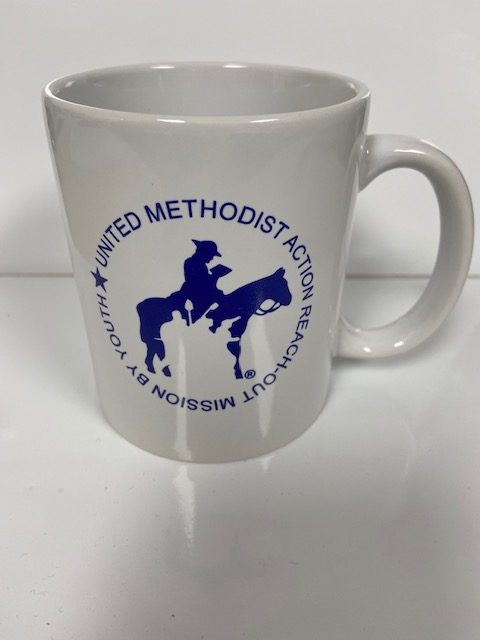 ★ UNITED METHODIST ACTION REACH-OUT MISSION BY YOUTH
®